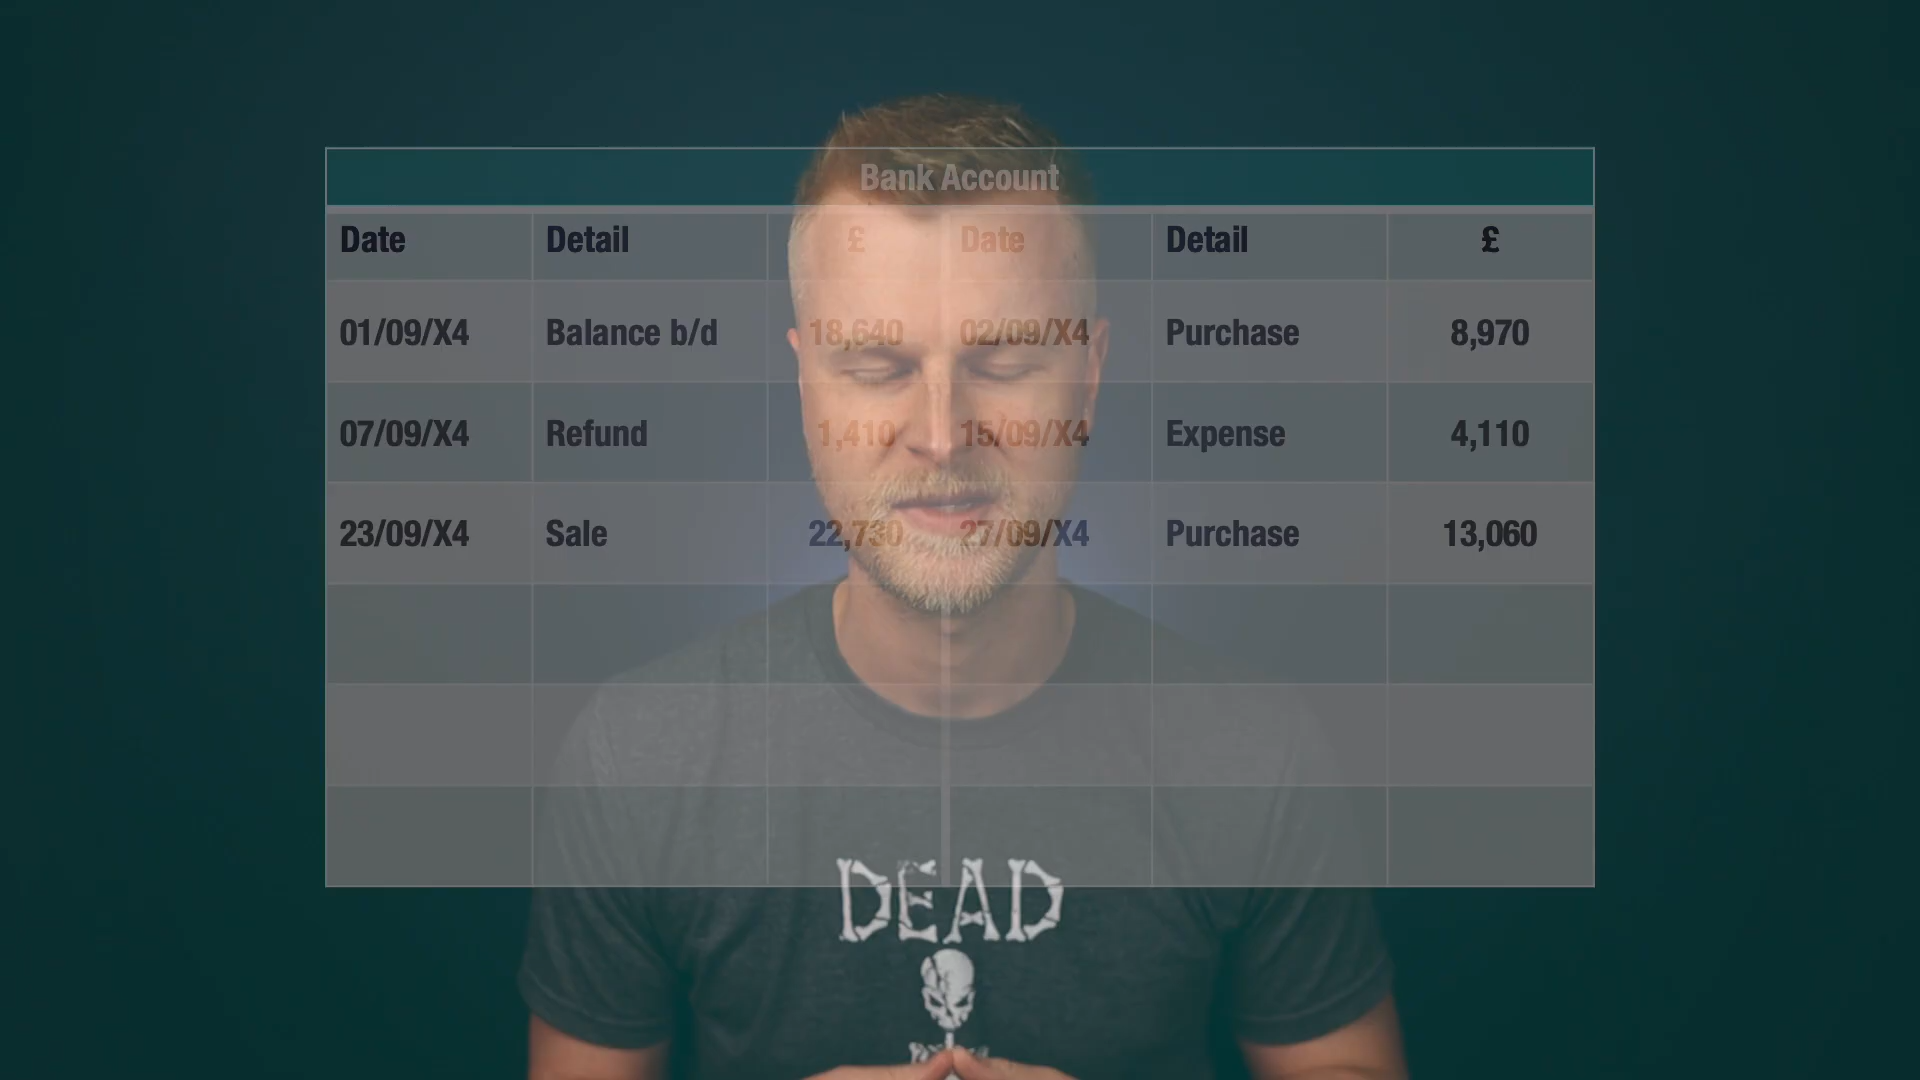 Bank Account
Date Detail £ Date Detail £
01/09/X4 Balance b/d 18,640 02/09/X4 Purchase 8,970
07/09/X4 Refund 1,410 15/09/X4 Expense 4,110
23/09/X4 Sale 22,730 27/09/X4 Purchase 13,060
DEAD